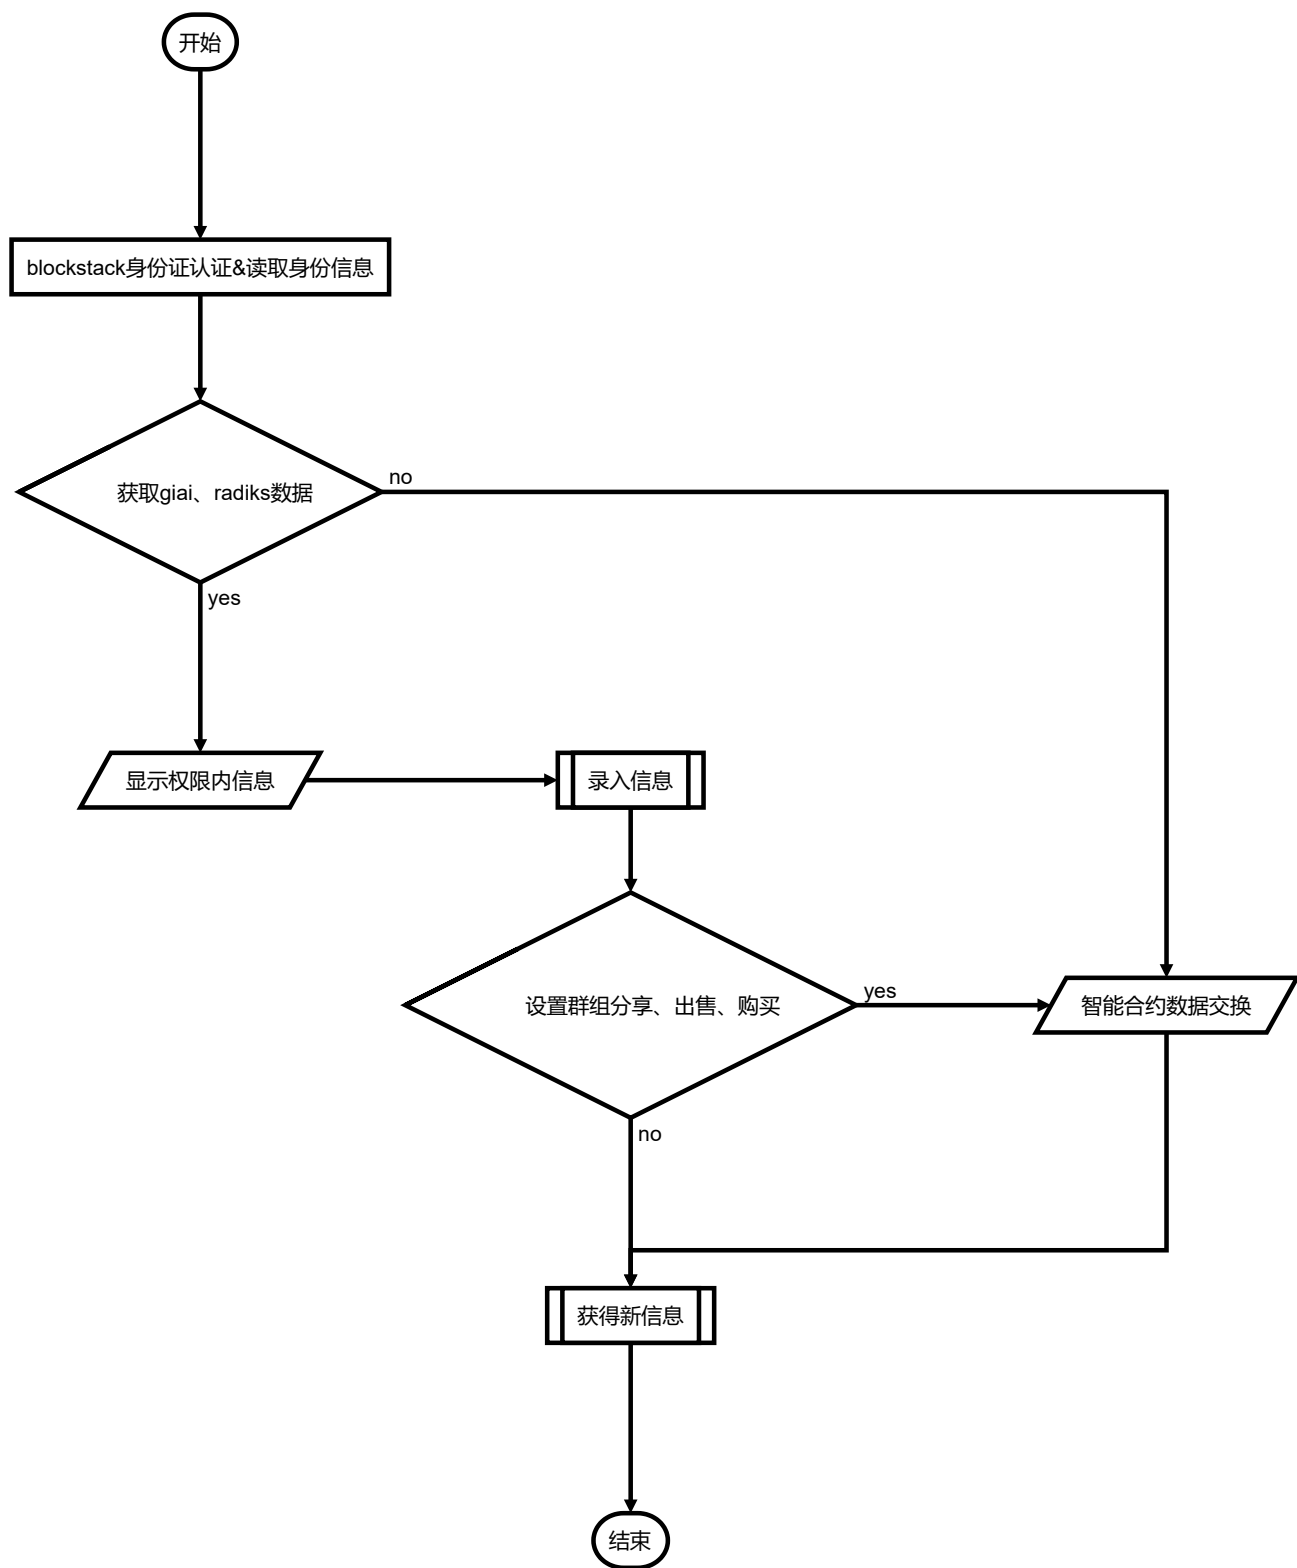 开始
blockstack身份证认证&读取身份信息
获取giai、radiks数据
no
yes
显示权限内信息
录入信息
设置群组分享、出售、购买
yes
智能合约数据交换
no
获得新信息
结束